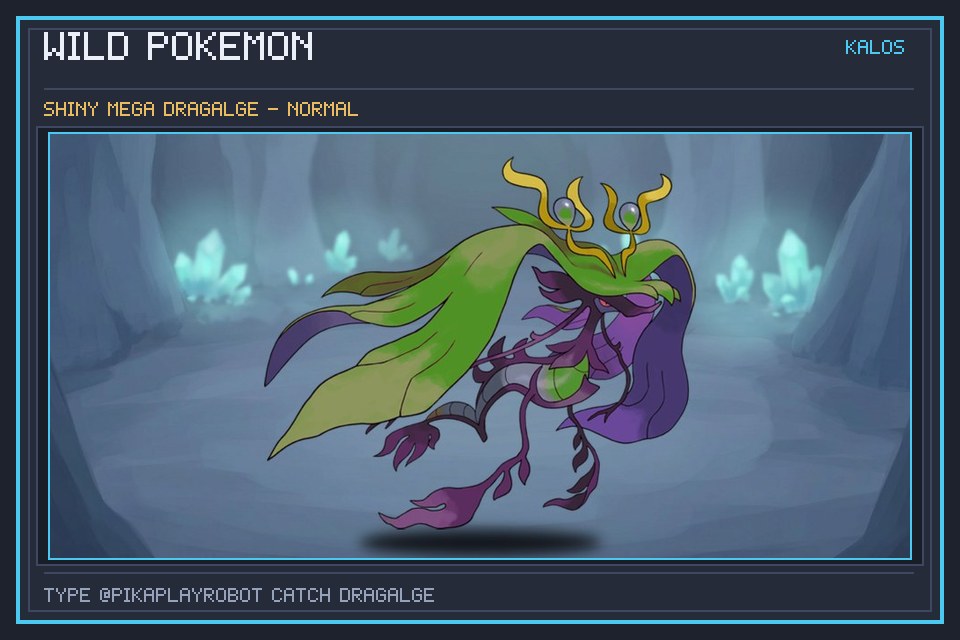 WILD POKEMON
KALOS
SHINY MEGA DRAGALGE - NORMAL
TYPE @PIKAPLAYROBOT CATCH DRAGALGE